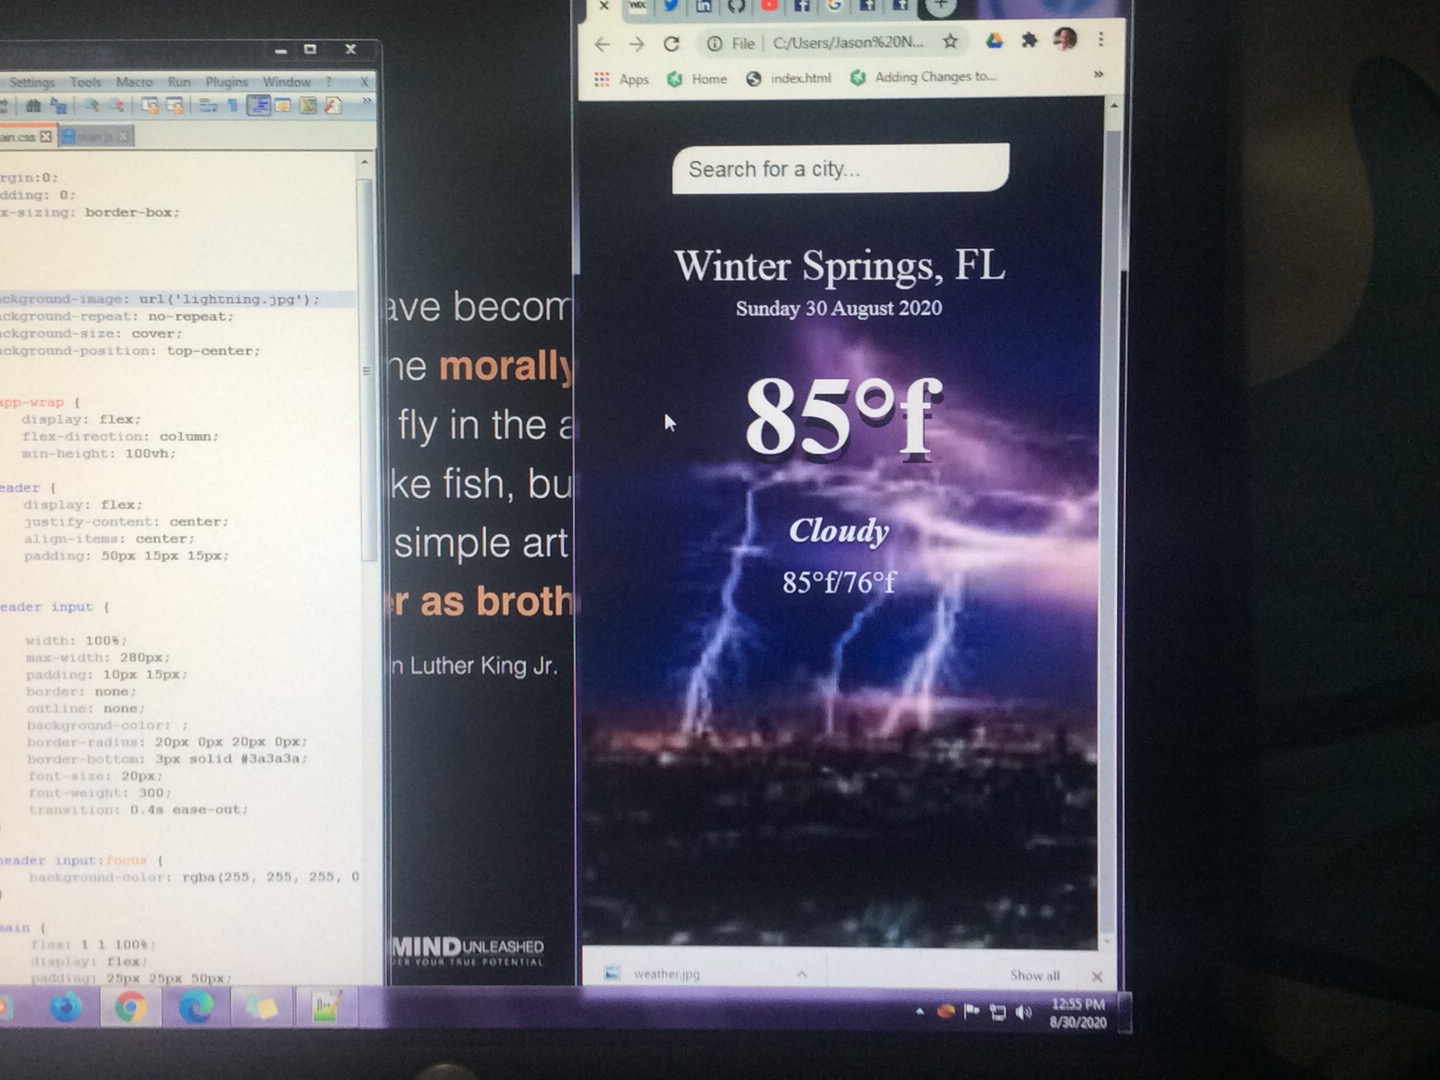 Settings Tools Macro Run Plugins Window ? X
ain.css
main.js
rgin:0;
dding: 0;
x-sizing: border-box;
ckground-image: url('lightning.jpg');
ackground-repeat: no-repeat;
ackground-size: cover;
ackground-position: top-center;
app-wrap {
display: flex;
flex-direction: column;
min-height: 100vh;
eader {
display: flex;
justify-content: center;
align-items: center;
padding: 50px 15px 15px;
eader input {
width: 100%;
max-width: 280px;
padding: 10px 15px;
border: none;
outline: none;
background-color: ;
border-radius: 20px 0px 20px 0px;
border-bottom: 3px solid #3a3a3a;
font-size: 20px;
font-weight: 300;
transition: 0.4s ease-out;
}
header input:focus {
background-color: rgba(255, 255, 255, 0
}
main {
flex: 1 1 100%;
display: flex;
padding: 25px 25px 50px;
ave becom
he morally
fly in the a
ke fish, bu
simple art
r as broth
n Luther King Jr.
MIND UNLEASHED
ER YOUR TRUE POTENTIAL
File C:/Users/Jason%20N...
Apps Home index.html Adding Changes to... »
Search for a city...
Winter Springs, FL
Sunday 30 August 2020
85°f
Cloudy
85°f/76°f
weather.jpg
Show all
12:55 PM
8/30/2020